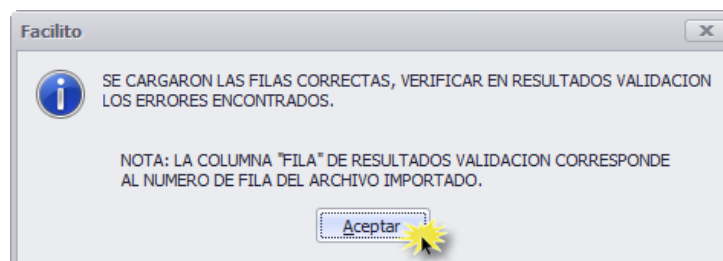 Facilito
SE CARGARON LAS FILAS CORRECTAS, VERIFICAR EN RESULTADOS VALIDACION
LOS ERRORES ENCONTRADOS.
NOTA: LA COLUMNA "FILA" DE RESULTADOS VALIDACION CORRESPONDE
AL NUMERO DE FILA DEL ARCHIVO IMPORTADO.
Aceptar